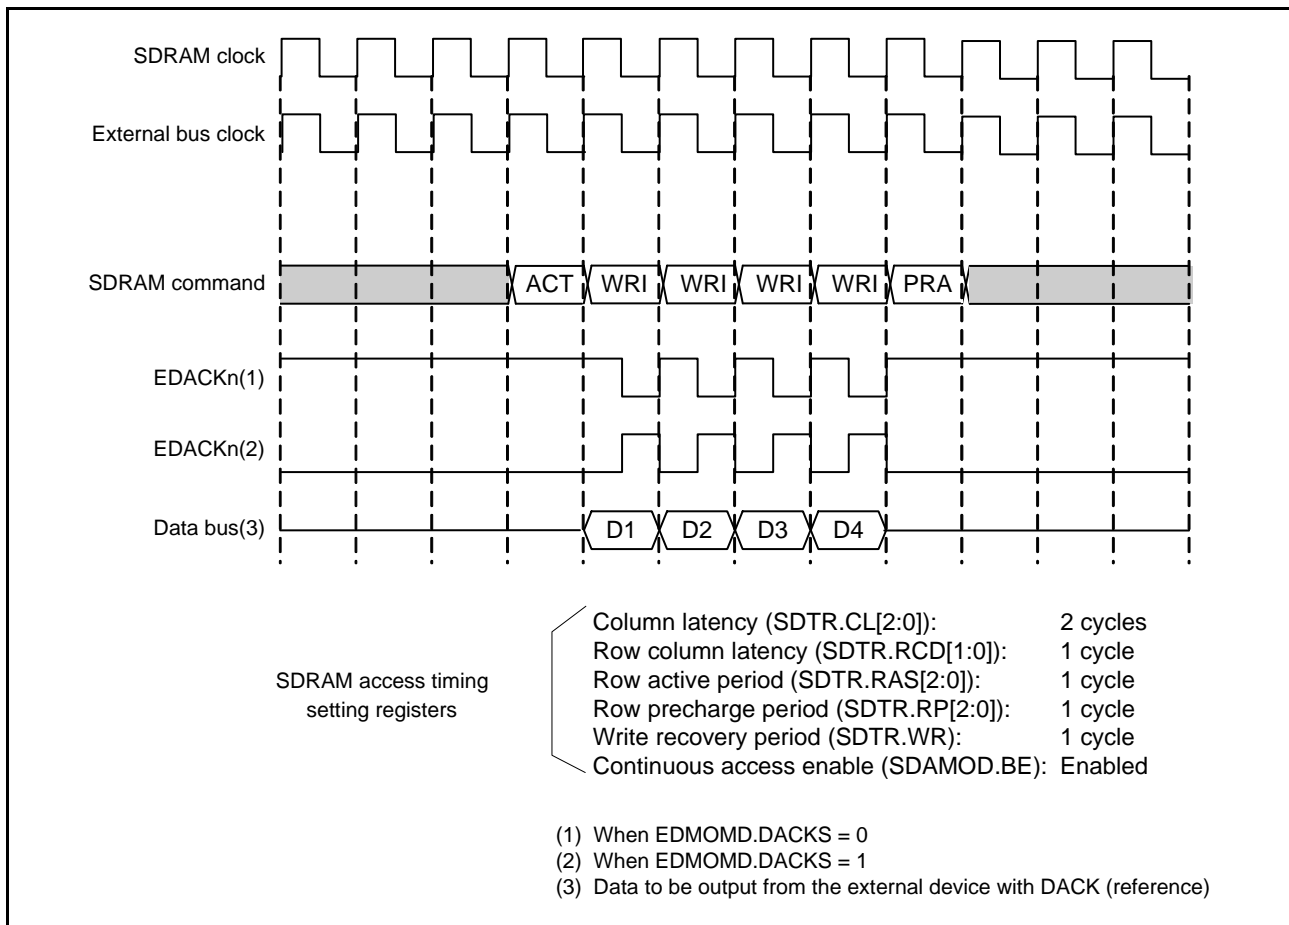 SDRAM clock
External bus clock
SDRAM command ACT WRI WRI WRI WRI PRA
EDACKn(1)
EDACKn(2)
Data bus(3) D1 D2 D3 D4
SDRAM access timing
setting registers
Column latency (SDTR.CL[2:0]): 2 cycles
Row column latency (SDTR.RCD[1:0]): 1 cycle
Row active period (SDTR.RAS[2:0]): 1 cycle
Row precharge period (SDTR.RP[2:0]): 1 cycle
Write recovery period (SDTR.WR): 1 cycle
Continuous access enable (SDAMOD.BE): Enabled
(1) When EDMOMD.DACKS = 0
(2) When EDMOMD.DACKS = 1
(3) Data to be output from the external device with DACK (reference)